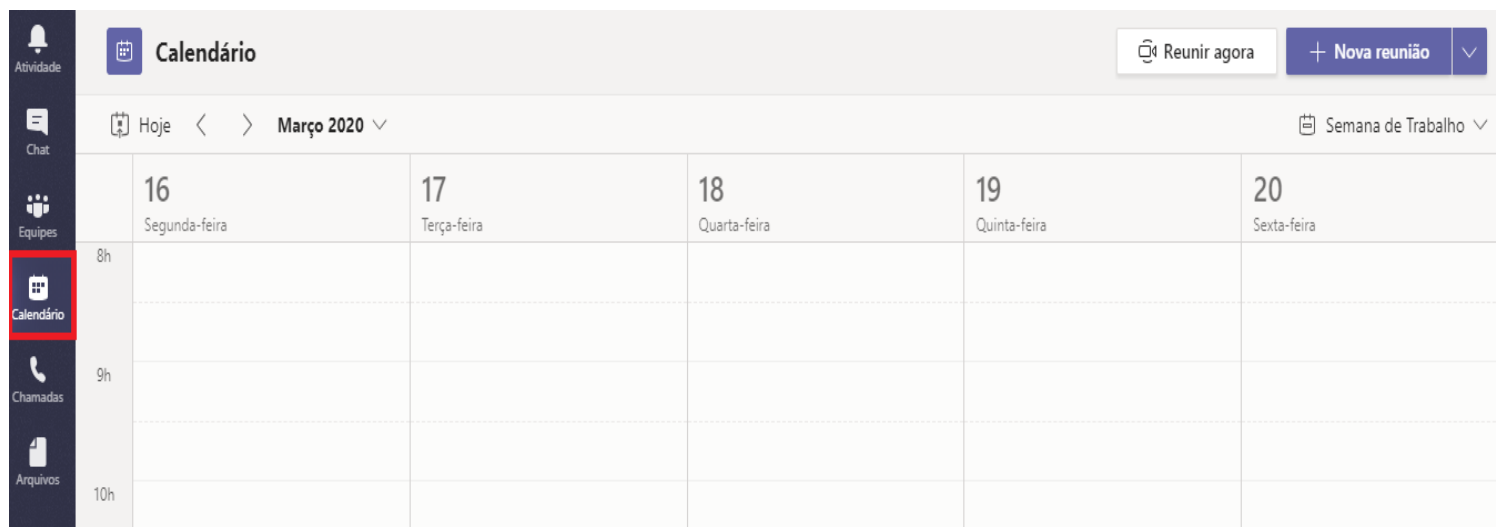 Atividade
Chat
Equipes
Calendário
Chamadas
Arquivos
Calendário
Reunir agora
+ Nova reunião
Hoje
Março 2020
Semana de Trabalho
16
Segunda-feira
17
Terça-feira
18
Quarta-feira
19
Quinta-feira
20
Sexta-feira
8h
9h
10h